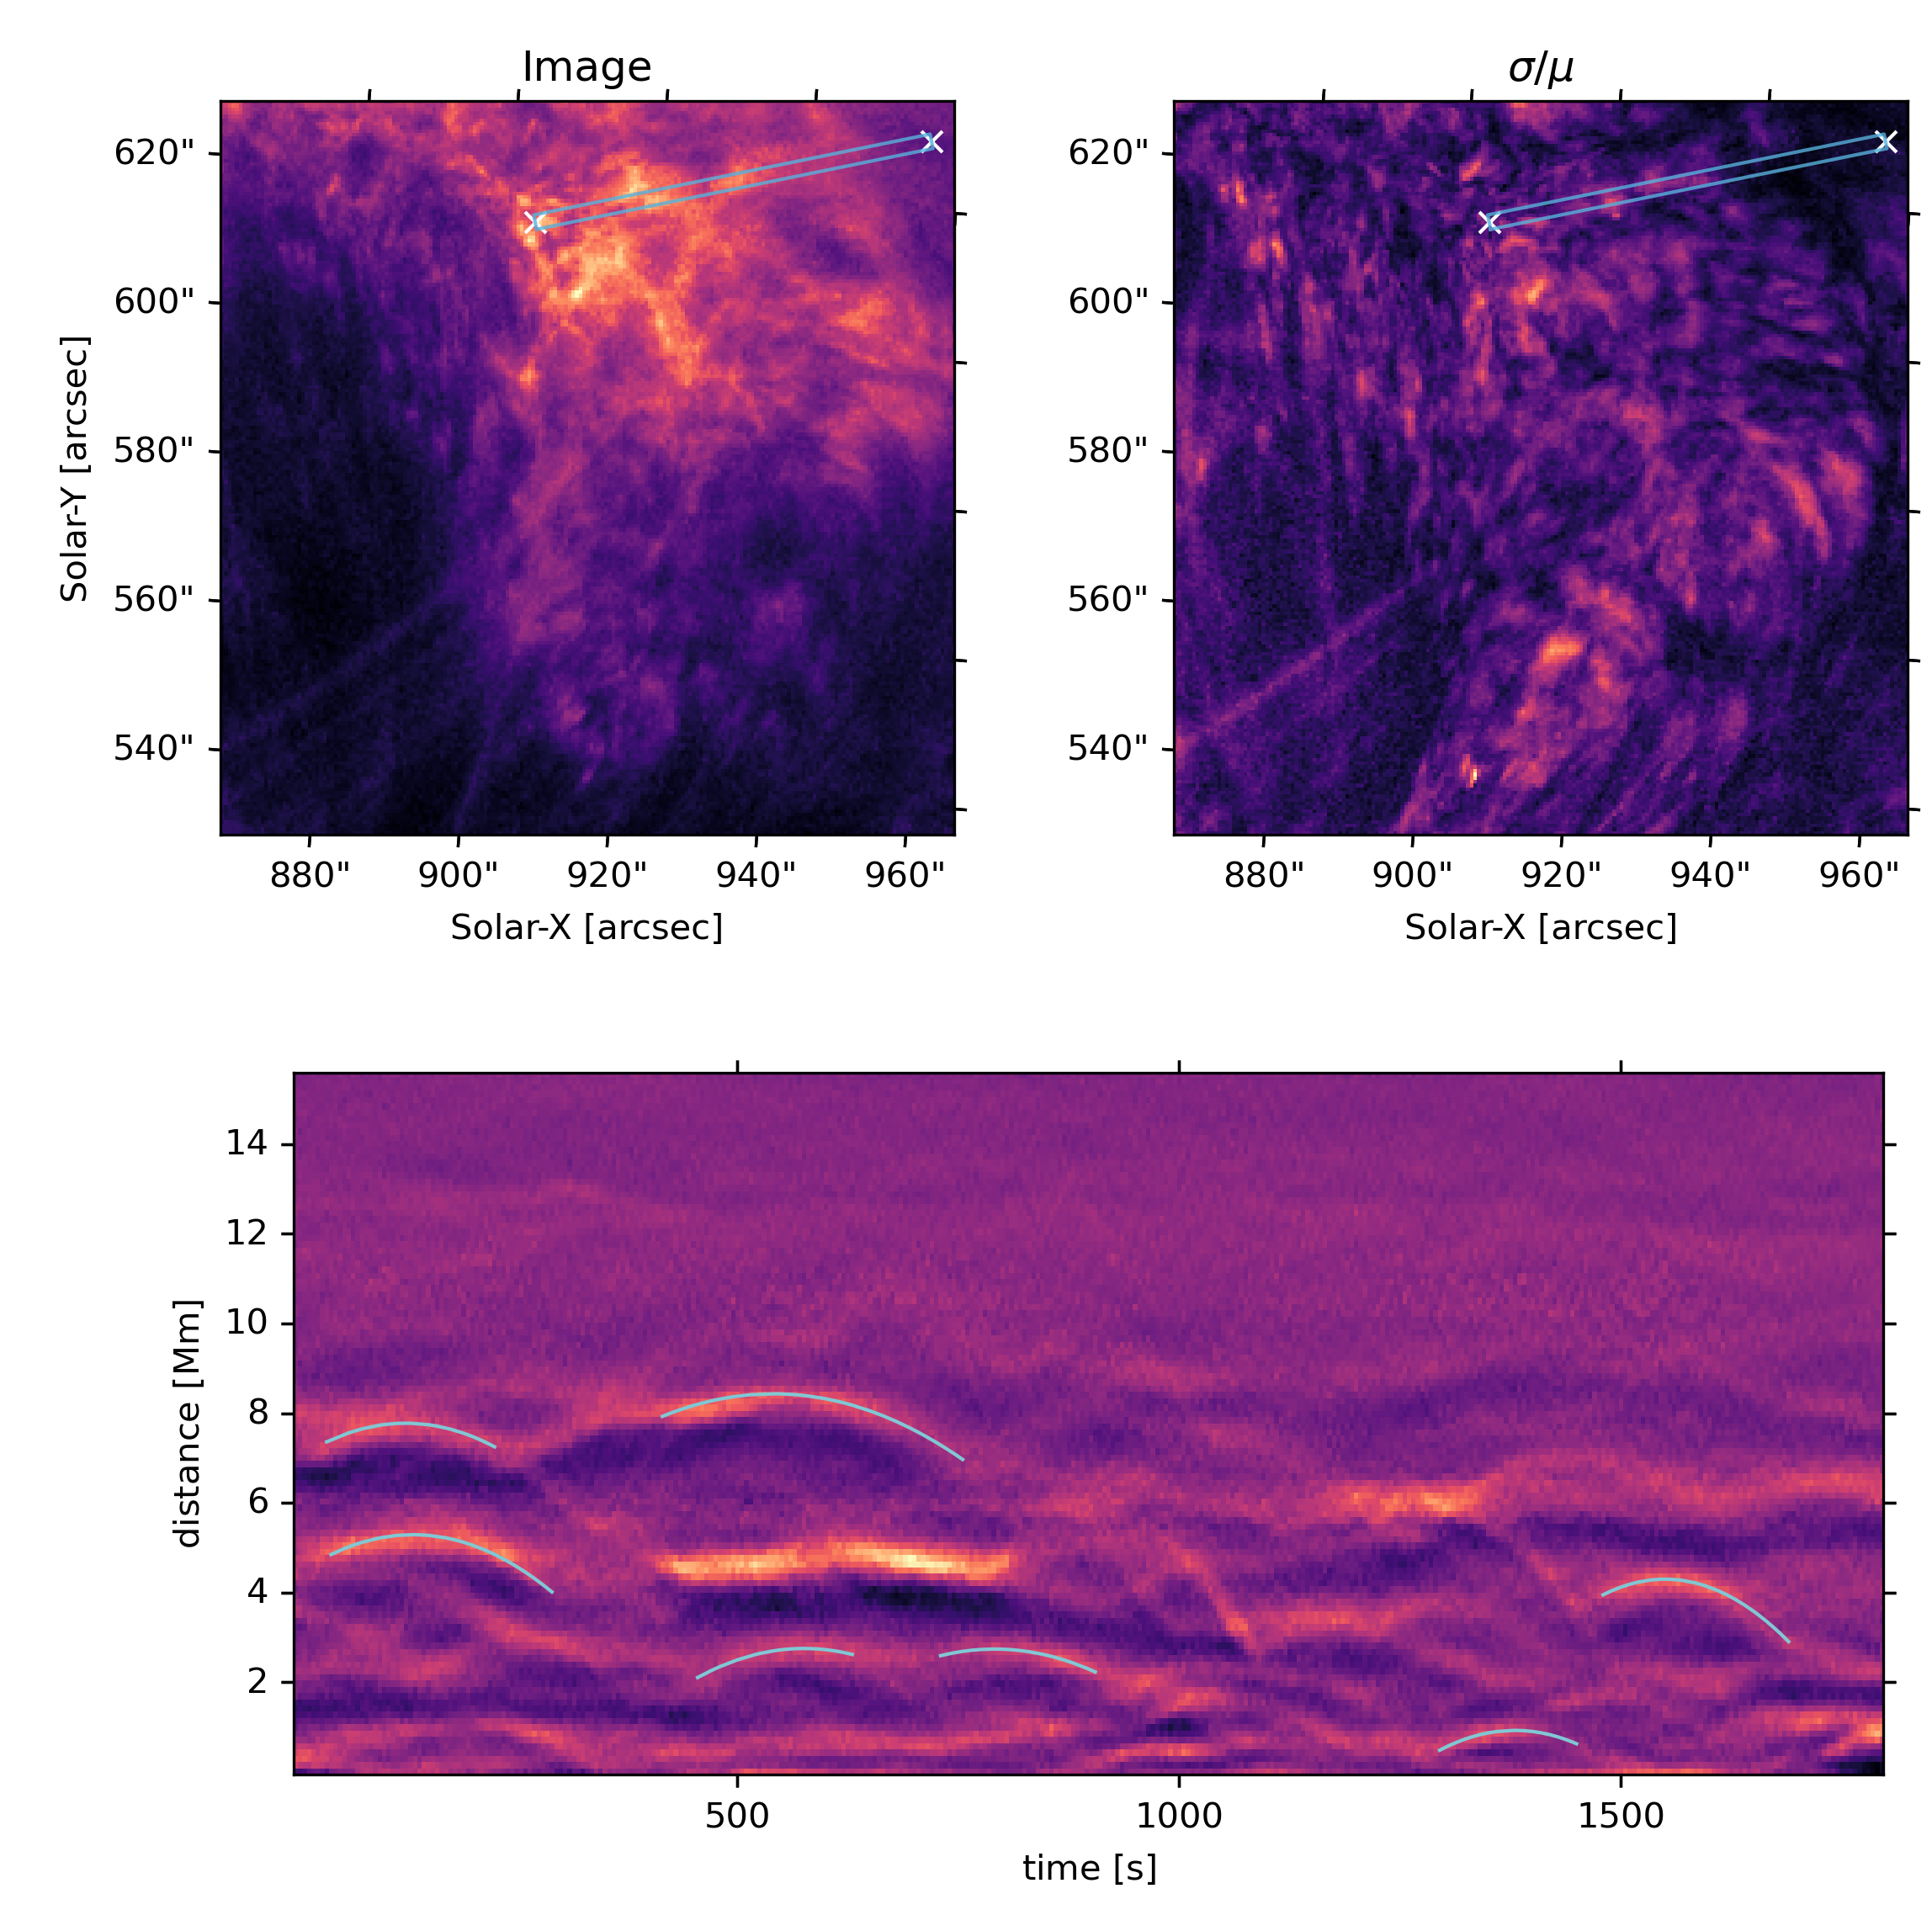 Image
σ/μ
620"
600"
580"
560"
540"
Solar-Y [arcsec]
880" 900" 920" 940" 960"
Solar-X [arcsec]
620"
600"
580"
560"
540"
880" 900" 920" 940" 960"
Solar-X [arcsec]
14
12
10
8
6
4
2
distance [Mm]
500 1000 1500
time [s]